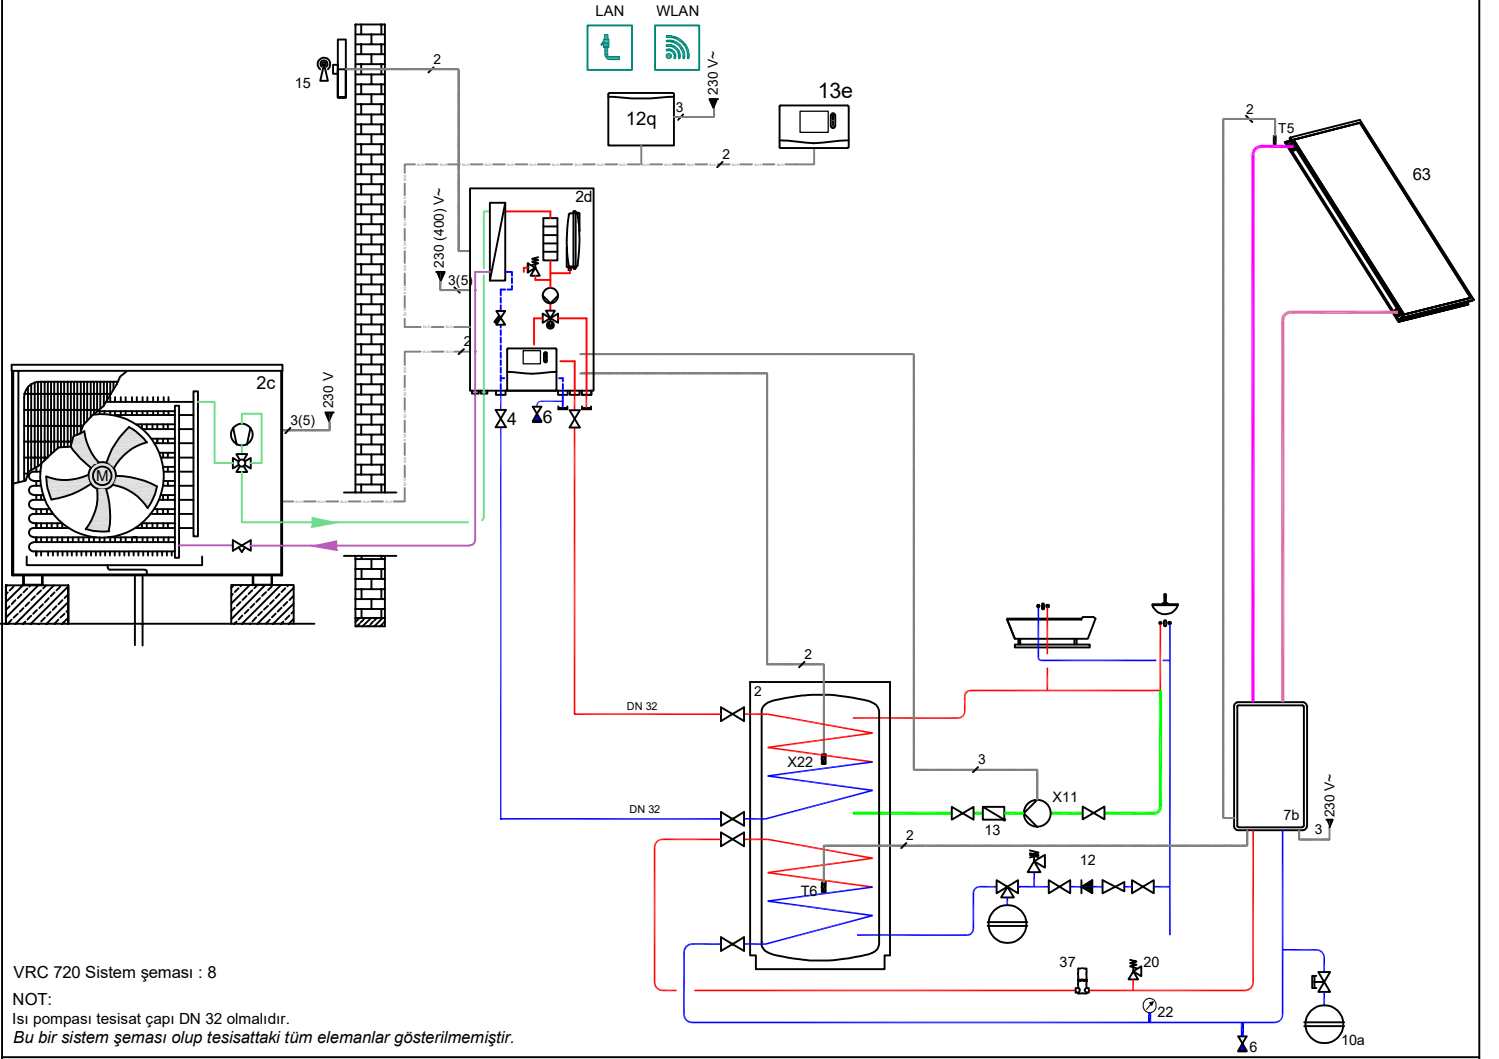 LAN
WLAN
15
2
230 V~
12q
3
13e
2
2
T5
63
2d
230 (400) V~
3(5)
2
2c
230 V
3(5)
M
4
6
2
2
DN 32
X22
3
X11
DN 32
13
2
7b
230 V~
3
T6
12
37
20
22
10a
6
VRC 720 Sistem şeması : 8
NOT:
Isı pompası tesisat çapı DN 32 olmalıdır.
Bu bir sistem şeması olup tesisattaki tüm elemanlar gösterilmemiştir.